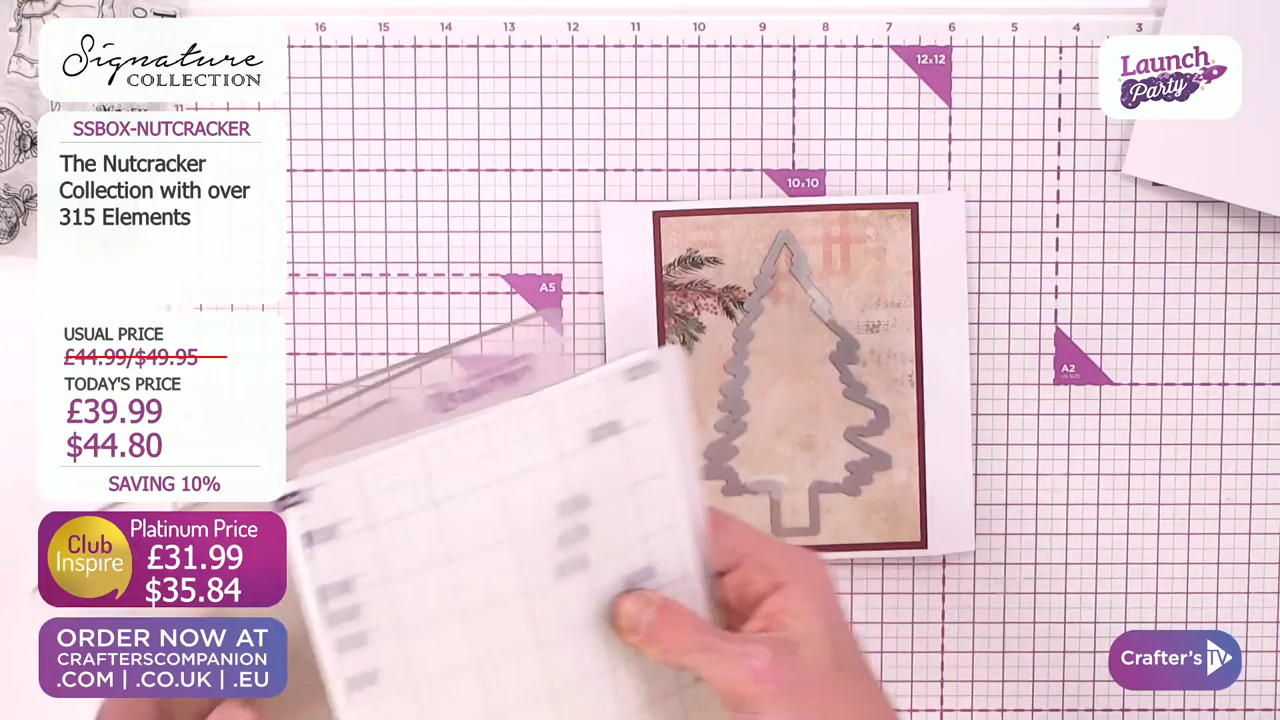 Signature
COLLECTION
SSBOX-NUTCRACKER
The Nutcracker
Collection with over
315 Elements
USUAL PRICE
£44.99/$49.95
TODAY'S PRICE
£39.99
$44.80
SAVING 10%
Club
Inspire
Platinum Price
£31.99
$35.84
ORDER NOW AT
CRAFTERSCOMPANION
.COM | .CO.UK | .EU
16 15 14 13 12 11 10 9 8 7 6 5 4 3
12x12
10x10
A5
A2
11
Launch
Party
Crafter's TV